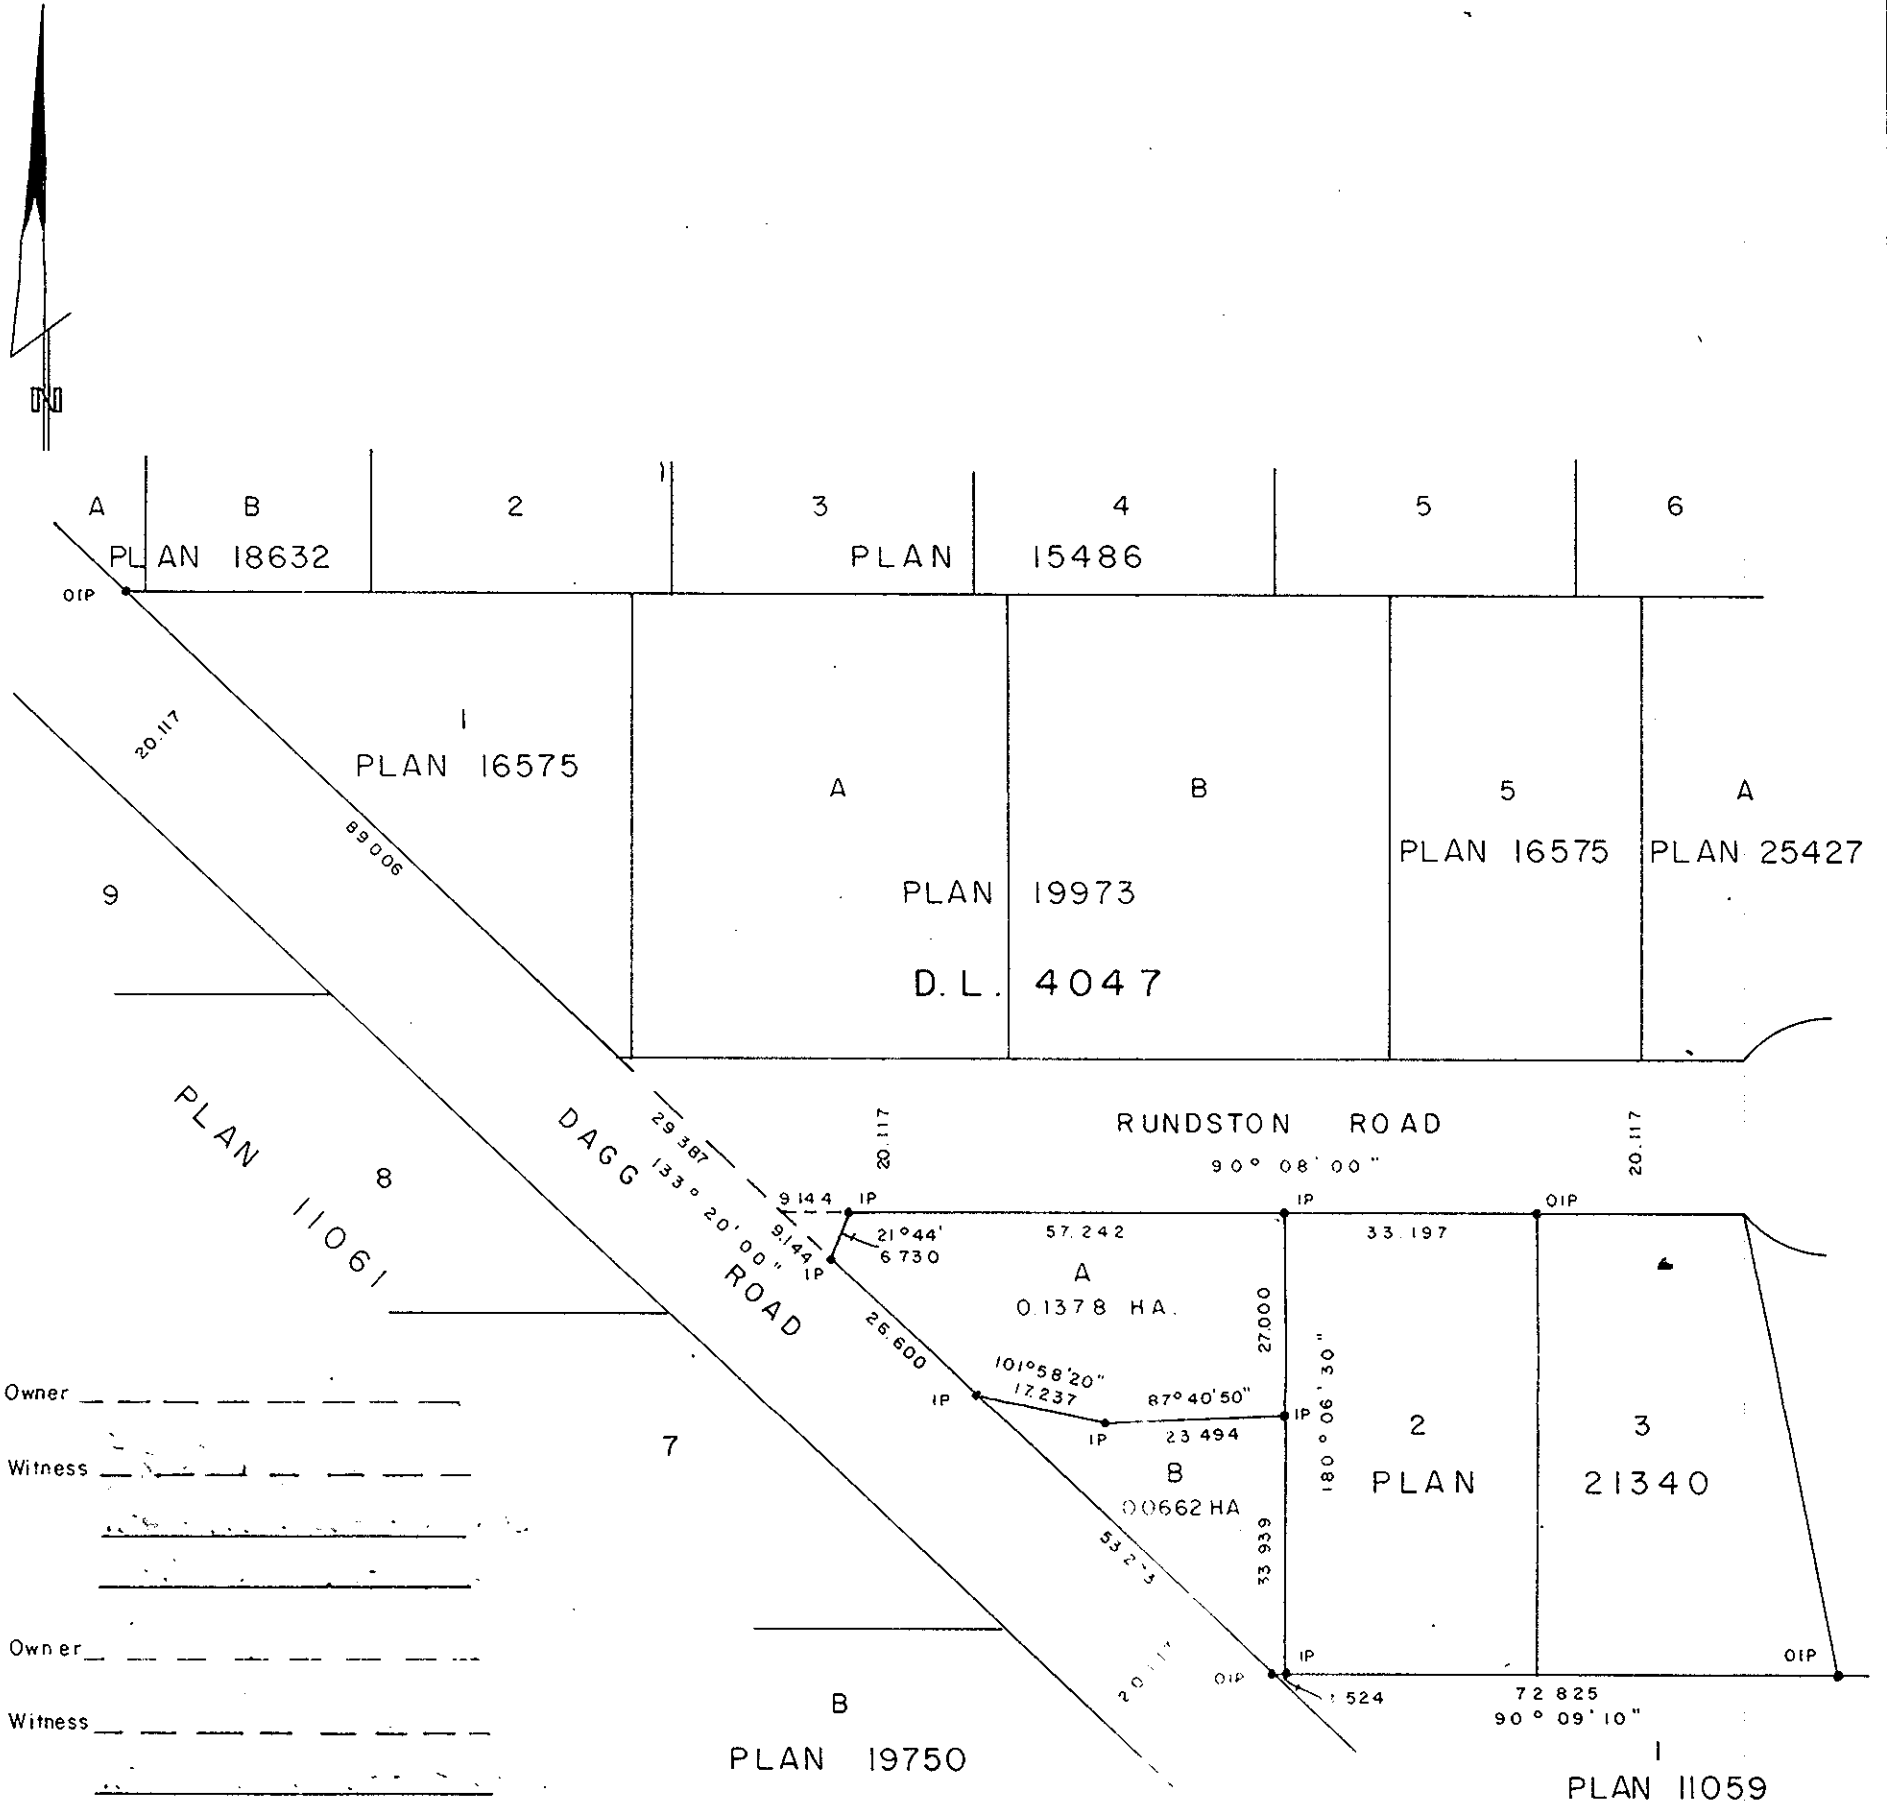 N
A
B
2
3
4
5
6
PLAN 18632
PLAN 15486
OIP
20.117
1
PLAN 16575
89.006
A
B
5
A
PLAN 16575
PLAN 25427
9
PLAN 19973
D.L. 4047
PLAN 11061
8
DAGG ROAD
29.387
133° 20' 00"
20.117
RUNDSTON ROAD
90° 08' 00"
20.117
9.144
IP
IP
OIP
9.144
21°44'
6.730
57.242
33.197
IP
A
0.1378 HA.
26.600
27.000
180° 06' 30"
101°58'20"
17.237
87°40'50"
23.494
IP
IP
IP
2
3
PLAN 21340
B
0.0662 HA
33.939
7
Owner
Witness
Owner
Witness
20.117
OIP
IP
OIP
72.825
90° 09' 10"
B
PLAN 19750
1
PLAN 11059